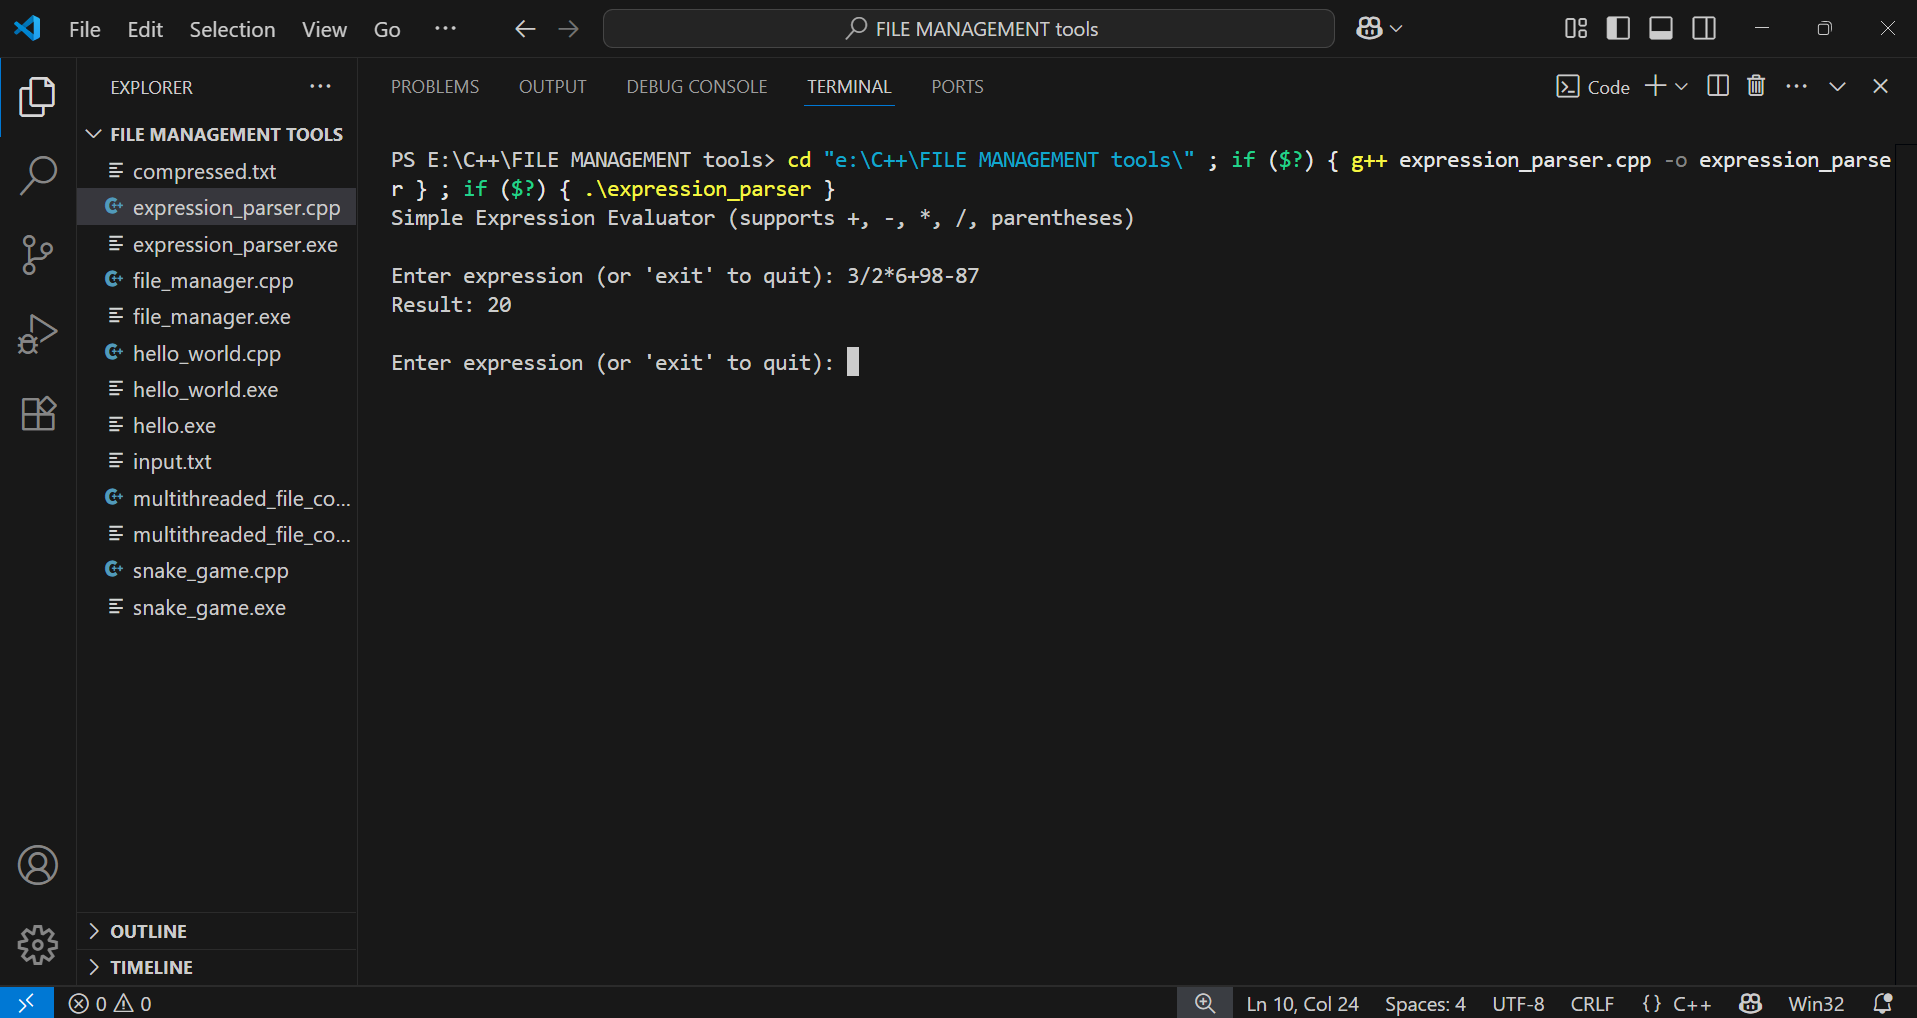 File Edit Selection View Go ···
FILE MANAGEMENT tools
EXPLORER ···
FILE MANAGEMENT TOOLS
compressed.txt
expression_parser.cpp
expression_parser.exe
file_manager.cpp
file_manager.exe
hello_world.cpp
hello_world.exe
hello.exe
input.txt
multithreaded_file_co...
multithreaded_file_co...
snake_game.cpp
snake_game.exe
OUTLINE
TIMELINE
PROBLEMS OUTPUT DEBUG CONSOLE TERMINAL PORTS
Code
PS E:\C++\FILE MANAGEMENT tools> cd "e:\C++\FILE MANAGEMENT tools\" ; if ($?) { g++ expression_parser.cpp -o expression_parse
r } ; if ($?) { .\expression_parser }
Simple Expression Evaluator (supports +, -, *, /, parentheses)
Enter expression (or 'exit' to quit): 3/2*6+98-87
Result: 20
Enter expression (or 'exit' to quit):
0 0
Ln 10, Col 24 Spaces: 4 UTF-8 CRLF {} C++ Win32